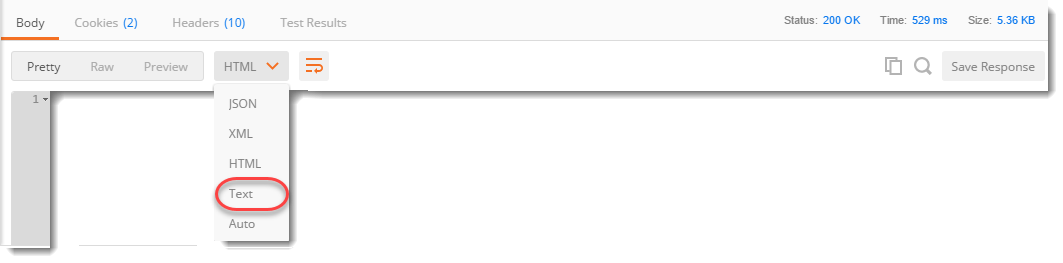 Body Cookies (2) Headers (10) Test Results Status: 200 OK Time: 529 ms Size: 5.36 KB
Pretty Raw Preview HTML Save Response
1
JSON
XML
HTML
Text
Auto